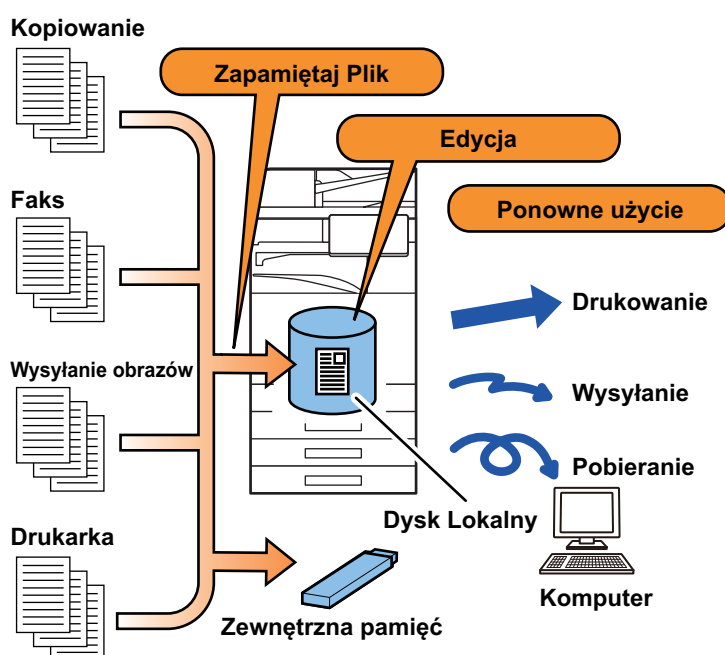 Kopiowanie
Zapamiętaj Plik
Edycja
Faks
Ponowne użycie
Drukowanie
Wysyłanie obrazów
Wysyłanie
Pobieranie
Dysk Lokalny
Drukarka
Komputer
Zewnętrzna pamięć